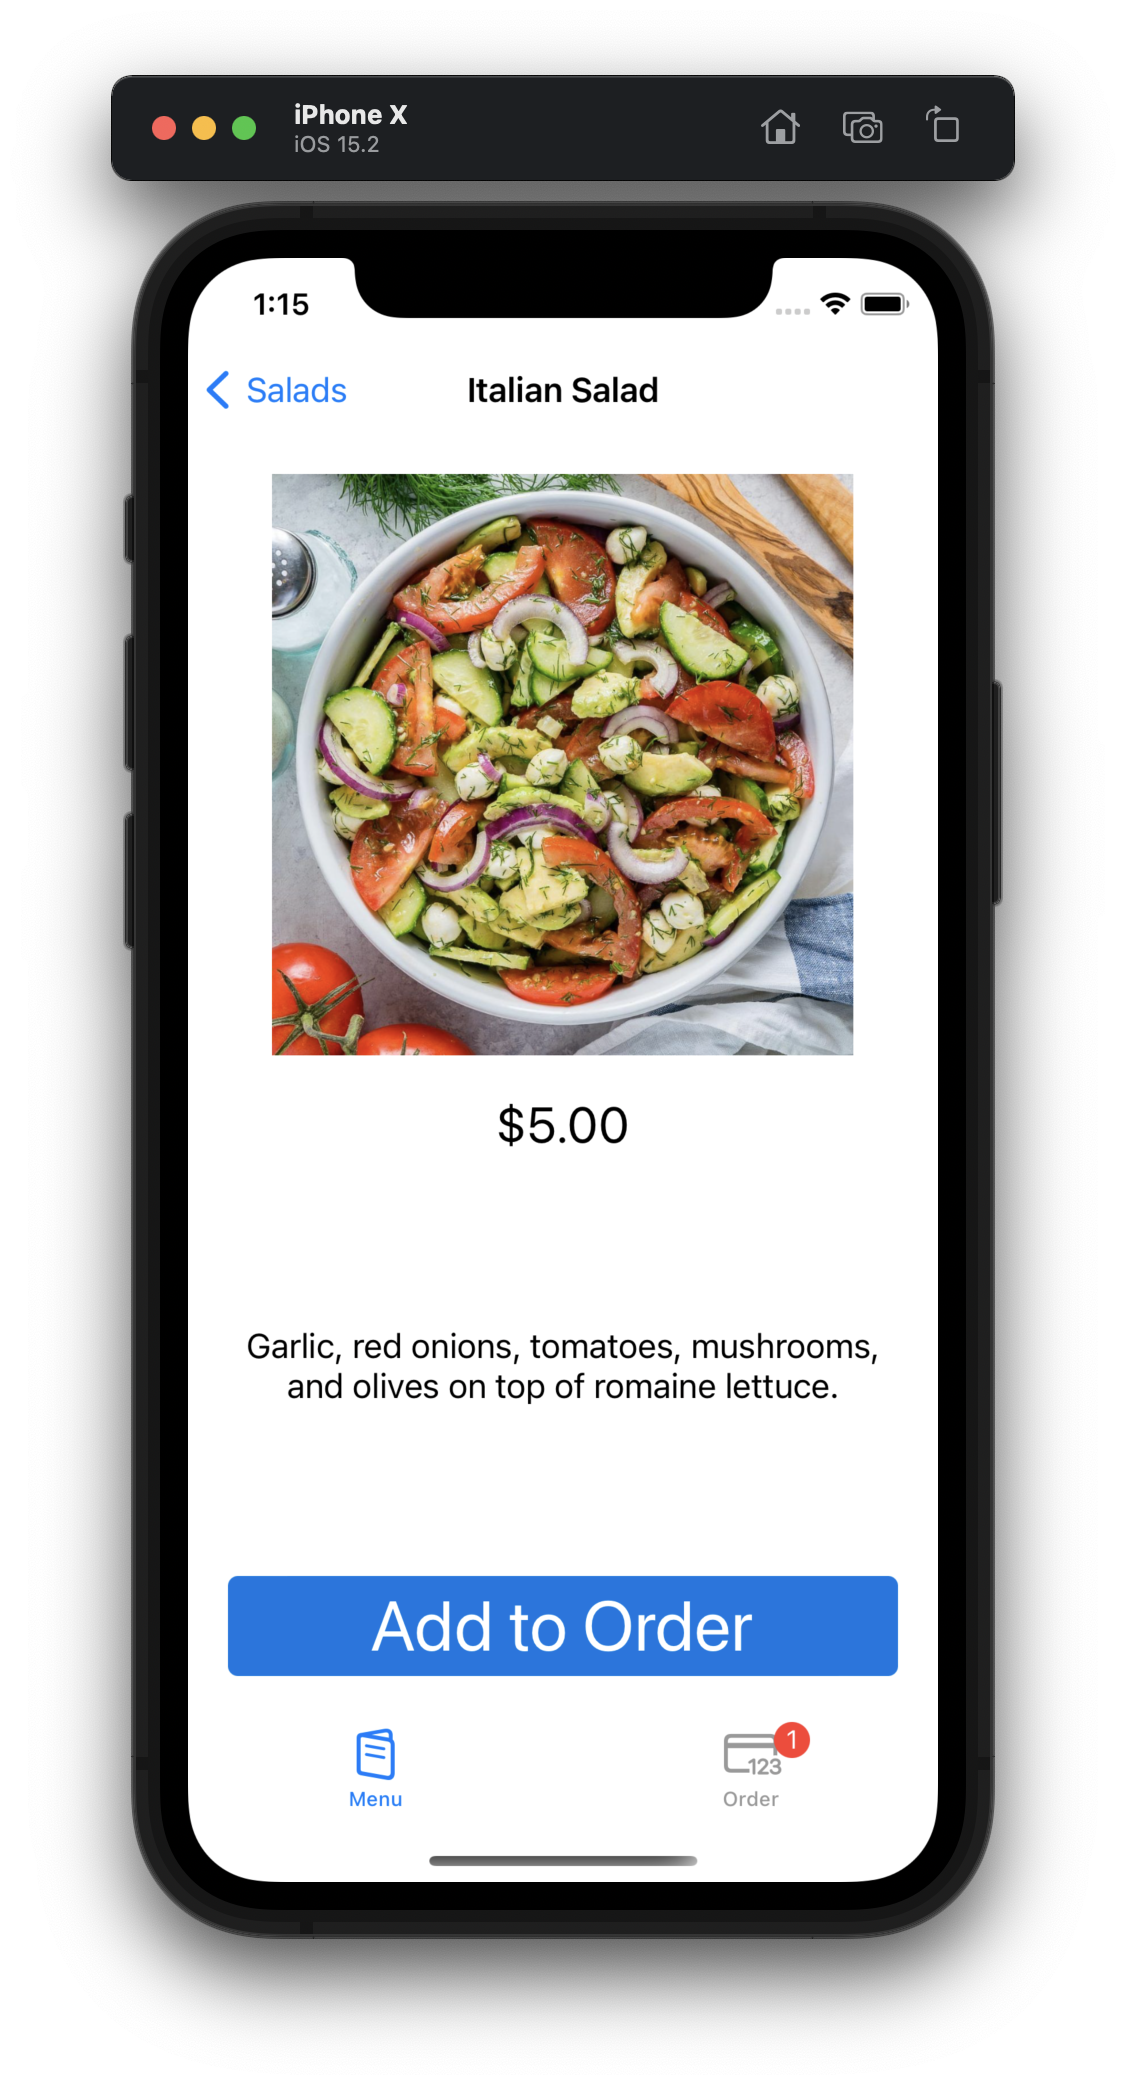 iPhone X
iOS 15.2
1:15
Salads
Italian Salad
$5.00
Garlic, red onions, tomatoes, mushrooms,
and olives on top of romaine lettuce.
Add to Order
Menu
123
1
Order